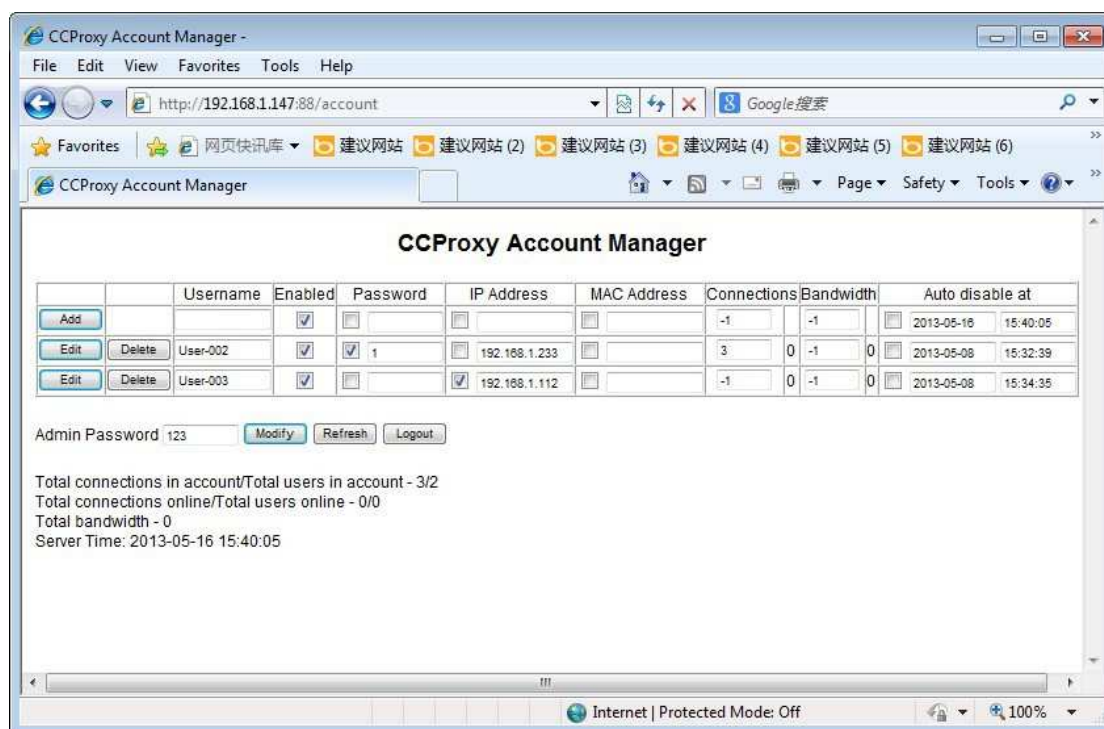 CCProxy Account Manager -
File Edit View Favorites Tools Help
http://192.168.1.147:88/account Google搜索
Favorites 网页快讯库 建议网站 建议网站 (2) 建议网站 (3) 建议网站 (4) 建议网站 (5) 建议网站 (6)
CCProxy Account Manager Page Safety Tools
CCProxy Account Manager
Username Enabled Password IP Address MAC Address Connections Bandwidth Auto disable at
Add -1 -1 2013-05-16 15:40:05
Edit Delete User-002 1 192.168.1.233 3 0 -1 0 2013-05-08 15:32:39
Edit Delete User-003 192.168.1.112 -1 0 -1 0 2013-05-08 15:34:35
Admin Password 123 Modify Refresh Logout
Total connections in account/Total users in account - 3/2
Total connections online/Total users online - 0/0
Total bandwidth - 0
Server Time: 2013-05-16 15:40:05
Internet | Protected Mode: Off 100%